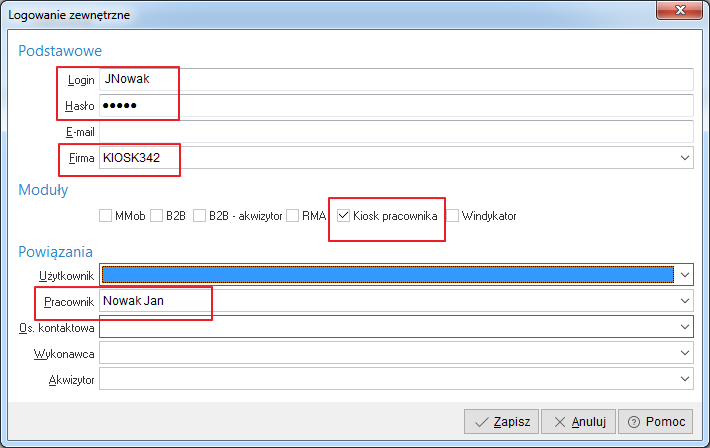 Logowanie zewnętrzne
Podstawowe
Login JNowak
Hasło •••••
E-mail
Firma KIOSK342
Moduły
MMob B2B B2B - akwizytor RMA Kiosk pracownika Windykator
Powiązania
Użytkownik
Pracownik Nowak Jan
Os. kontaktowa
Wykonawca
Akwizytor
Zapisz Anuluj Pomoc